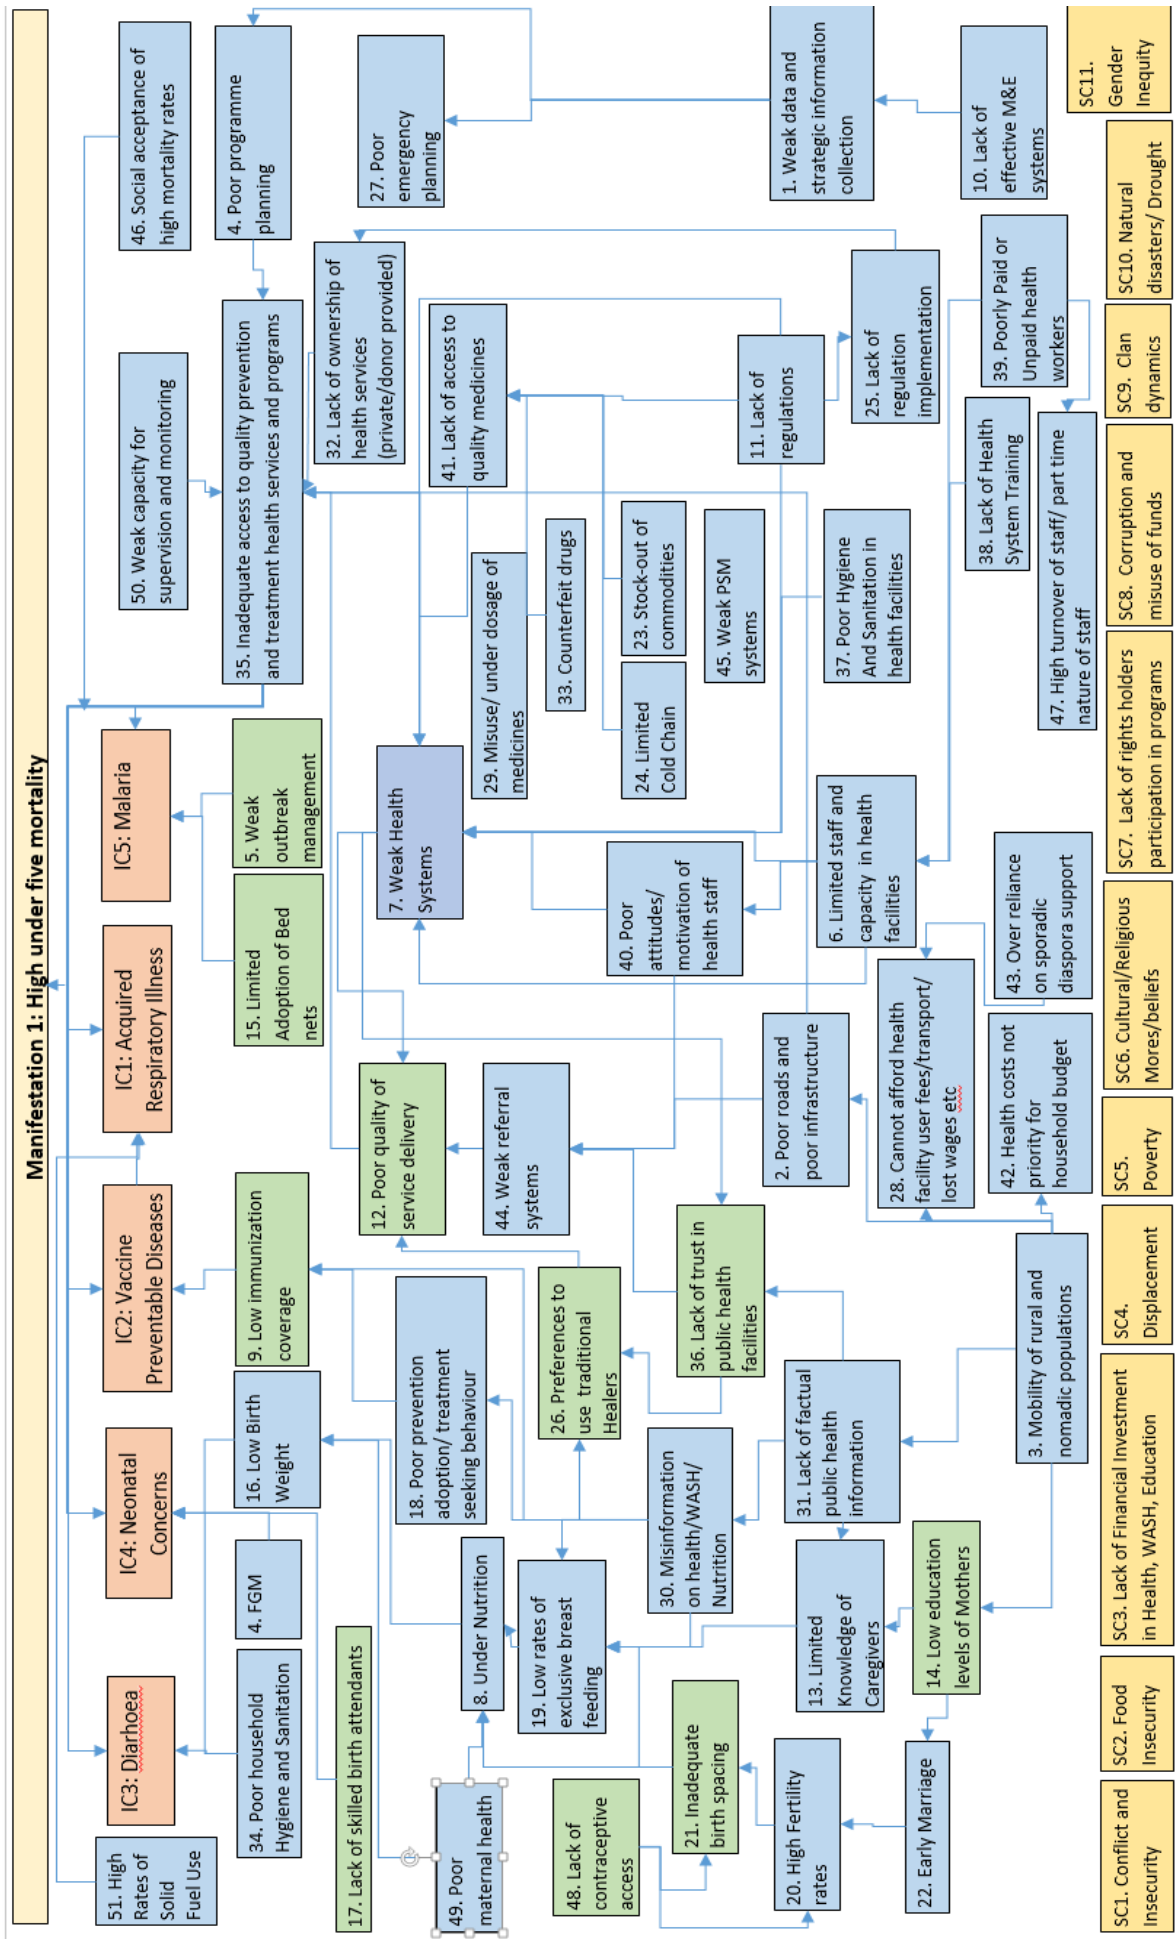 Manifestation 1: High under five mortality
51. High
Rates of
Solid
Fuel Use
IC3: Diarhoea
IC4: Neonatal
Concerns
IC2: Vaccine
Preventable Diseases
IC1: Acquired
Respiratory Illness
IC5: Malaria
50. Weak capacity for
supervision and monitoring
46. Social acceptance of
high mortality rates
34. Poor household
Hygiene and Sanitation
4. FGM
16. Low Birth
Weight
9. Low immunization
coverage
15. Limited
Adoption of Bed
nets
5. Weak
outbreak
management
35. Inadequate access to quality prevention
and treatment health services and programs
4. Poor programme
planning
17. Lack of skilled birth attendants
49. Poor
maternal health
8. Under Nutrition
18. Poor prevention
adoption/ treatment
seeking behaviour
12. Poor quality of
service delivery
7. Weak Health
Systems
32. Lack of ownership of
health services
(private/donor provided)
27. Poor
emergency
planning
41. Lack of access to
quality medicines
48. Lack of
contraceptive
access
19. Low rates of
exclusive breast
feeding
26. Preferences to
use traditional
Healers
44. Weak referral
systems
29. Misuse/ under dosage of
medicines
33. Counterfeit drugs
21. Inadequate
birth spacing
30. Misinformation
on health/WASH/
Nutrition
36. Lack of trust in
public health
facilities
40. Poor
attitudes/
motivation of
health staff
24. Limited
Cold Chain
23. Stock-out of
commodities
45. Weak PSM
systems
11. Lack of
regulations
1. Weak data and
strategic information
collection
20. High Fertility
rates
13. Limited
Knowledge of
Caregivers
31. Lack of factual
public health
information
2. Poor roads and
poor infrastructure
6. Limited staff and
capacity in health
facilities
37. Poor Hygiene
And Sanitation in
health facilities
25. Lack of
regulation
implementation
22. Early Marriage
14. Low education
levels of Mothers
28. Cannot afford health
facility user fees/transport/
lost wages etc
38. Lack of Health
System Training
39. Poorly Paid or
Unpaid health
workers
10. Lack of
effective M&E
systems
3. Mobility of rural and
nomadic populations
42. Health costs not
priority for
household budget
43. Over reliance
on sporadic
diaspora support
47. High turnover of staff/ part time
nature of staff
SC1. Conflict and
Insecurity
SC2. Food
Insecurity
SC3. Lack of Financial Investment
in Health, WASH, Education
SC4.
Displacement
SC5.
Poverty
SC6. Cultural/Religious
Mores/beliefs
SC7. Lack of rights holders
participation in programs
SC8. Corruption and
misuse of funds
SC9. Clan
dynamics
SC10. Natural
disasters/ Drought
SC11.
Gender
Inequity